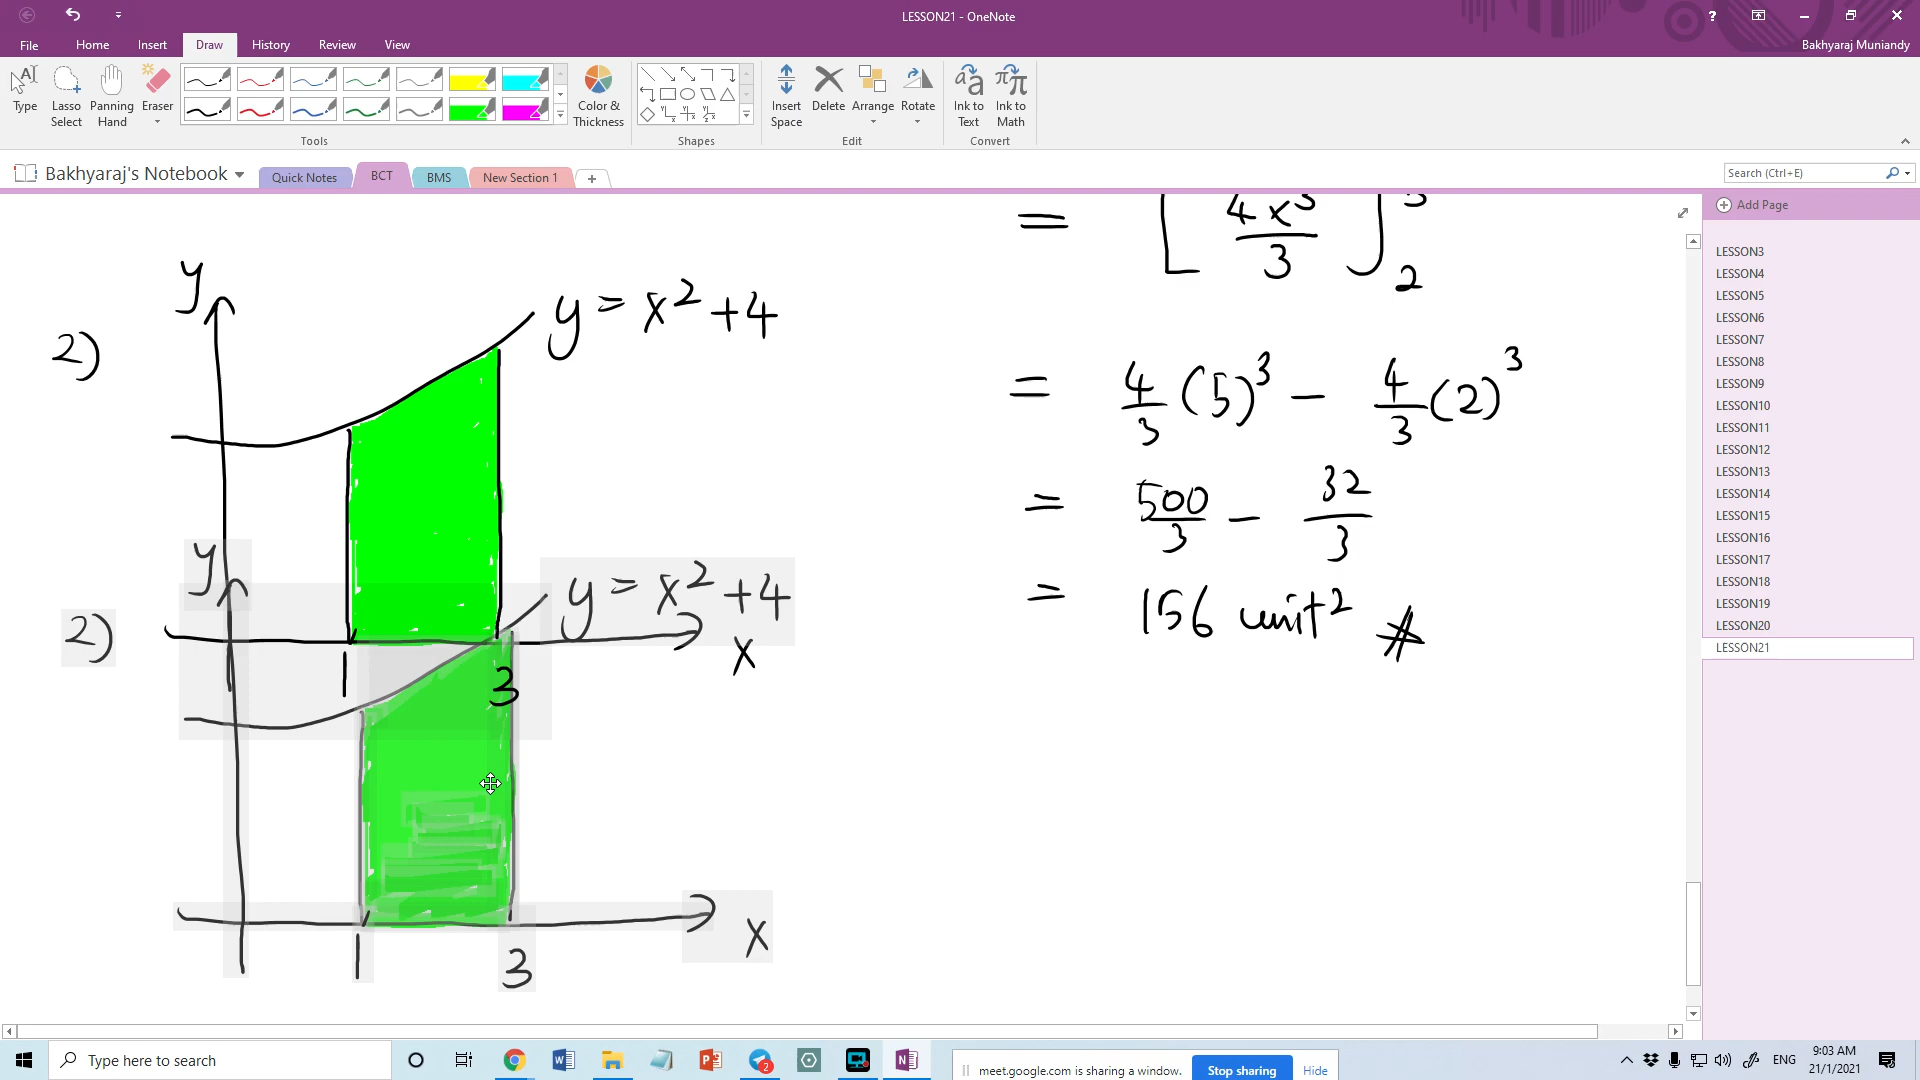 LESSON21 - OneNote
File Home Insert Draw History Review View
Bakhyaraj Muniandy
Type
Lasso Select
Panning Hand
Eraser
Color & Thickness
Insert Space
Delete
Arrange
Rotate
Ink to Text
Ink to Math
Tools
Shapes
Edit
Convert
Bakhyaraj's Notebook
Quick Notes
BCT
BMS
New Section 1
Search (Ctrl+E)
Add Page
LESSON3
LESSON4
LESSON5
LESSON6
LESSON7
LESSON8
LESSON9
LESSON10
LESSON11
LESSON12
LESSON13
LESSON14
LESSON15
LESSON16
LESSON17
LESSON18
LESSON19
LESSON20
LESSON21
2)
y
y = x² + 4
1
3
x
2)
y
y = x² + 4
1
3
x
= [ 4x³/3 ]
2
= 4/3 (5)³ - 4/3 (2)³
= 500/3 - 32/3
= 156 unit² #
Type here to search
2
meet.google.com is sharing a window.
Stop sharing
Hide
ENG
9:03 AM
21/1/2021